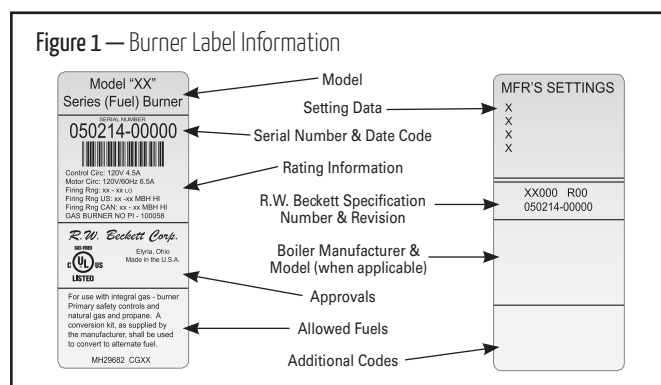 Figure 1 — Burner Label Information
Model "XX"
Series (Fuel) Burner
SERIAL NUMBER
050214-00000
Control Circ: 120V 4.5A
Motor Circ: 120V/60Hz 6.5A
Firing Rng: xx - xx LO
Firing Rng US: xx -xx MBH HI
Firing Rng CAN: xx - xx MBH HI
GAS BURNER NO PI - 100058
R.W. Beckett Corp.
GAS-FIRED
Elyria, Ohio
Made in the U.S.A.
C UL US
LISTED
For use with integral gas - burner
Primary safety controls and
natural gas and propane. A
conversion kit, as supplied by
the manufacturer, shall be used
to convert to alternate fuel.
MH29682 CGXX
Model
Setting Data
Serial Number & Date Code
Rating Information
R.W. Beckett Specification
Number & Revision
Boiler Manufacturer &
Model (when applicable)
Approvals
Allowed Fuels
Additional Codes
MFR'S SETTINGS
X
X
X
X
XX000 R00
050214-00000